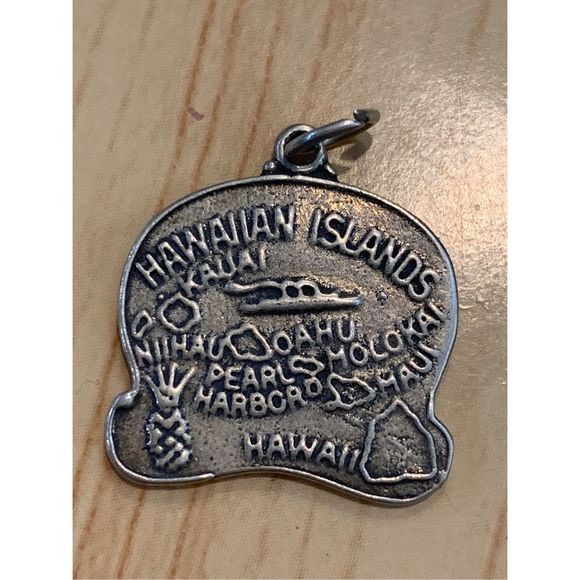 HAWAIIAN ISLANDS
KAUAI
NIIHAU OAHU MOLOKAI
PEARL HARBOR MAUI
HAWAII